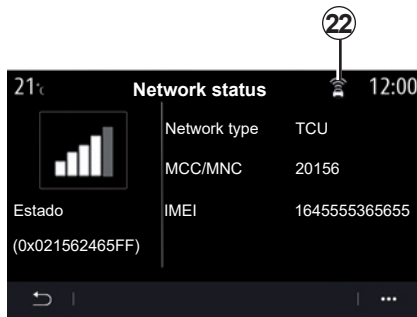 22
21°c Network status 12:00
Network type TCU
MCC/MNC 20156
Estado IMEI 1645555365655
(0x021562465FF)